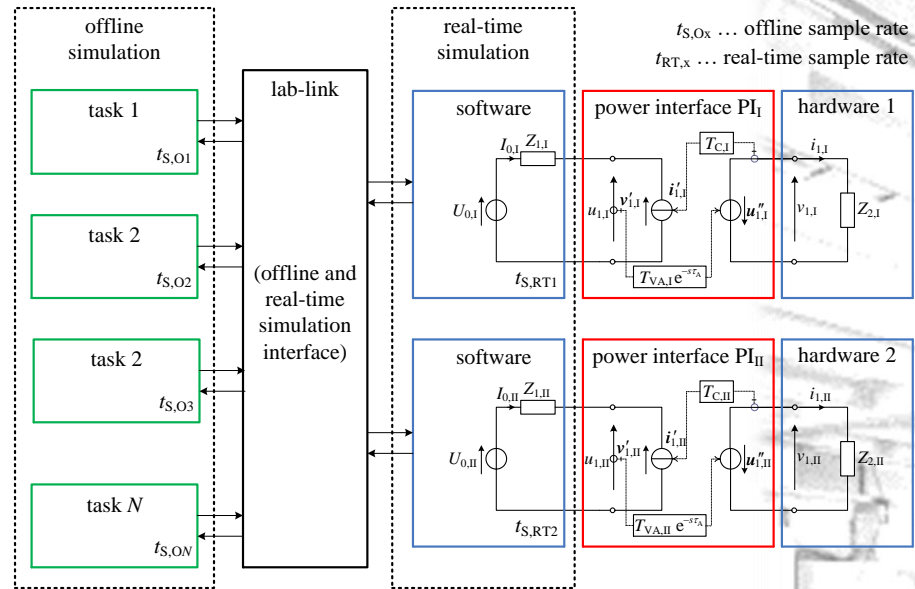 offline
simulation
task 1
t_S,O1
task 2
t_S,O2
task 2
t_S,O3
task N
t_S,ON
lab-link
(offline and
real-time
simulation
interface)
real-time
simulation
t_S,Ox … offline sample rate
t_RT,x … real-time sample rate
software
I_0,I Z_1,I
U_0,I
t_S,RT1
power interface PI_I
T_C,I
u_1,I v′_1,I i′_1,I u″_1,I
T_VA,I e^−sτ_A
hardware 1
i_1,I
v_1,I Z_2,I
software
I_0,II Z_1,II
U_0,II
t_S,RT2
power interface PI_II
T_C,II
u_1,II v′_1,II i′_1,II u″_1,II
T_VA,II e^−sτ_A
hardware 2
i_1,II
v_1,II Z_2,II